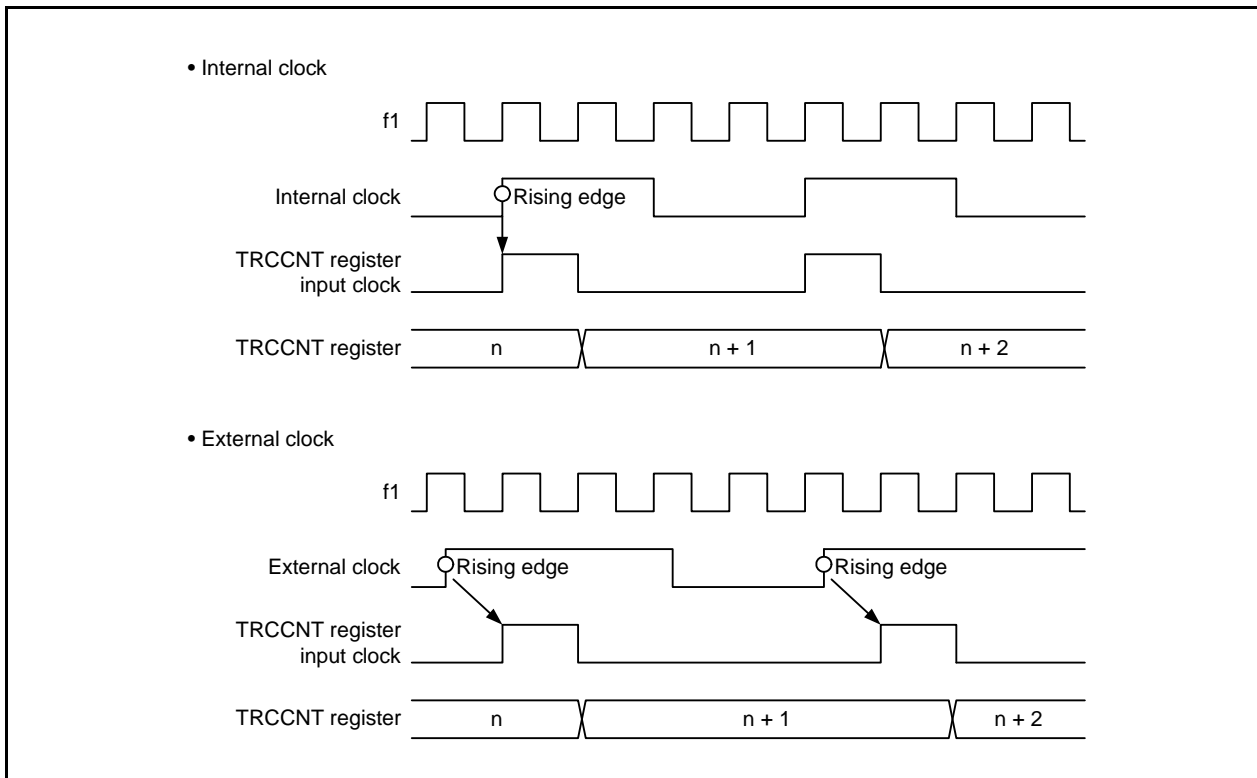 • Internal clock
f1
Internal clock
Rising edge
TRCCNT register
input clock
TRCCNT register
n
n + 1
n + 2
• External clock
f1
External clock
Rising edge
Rising edge
TRCCNT register
input clock
TRCCNT register
n
n + 1
n + 2